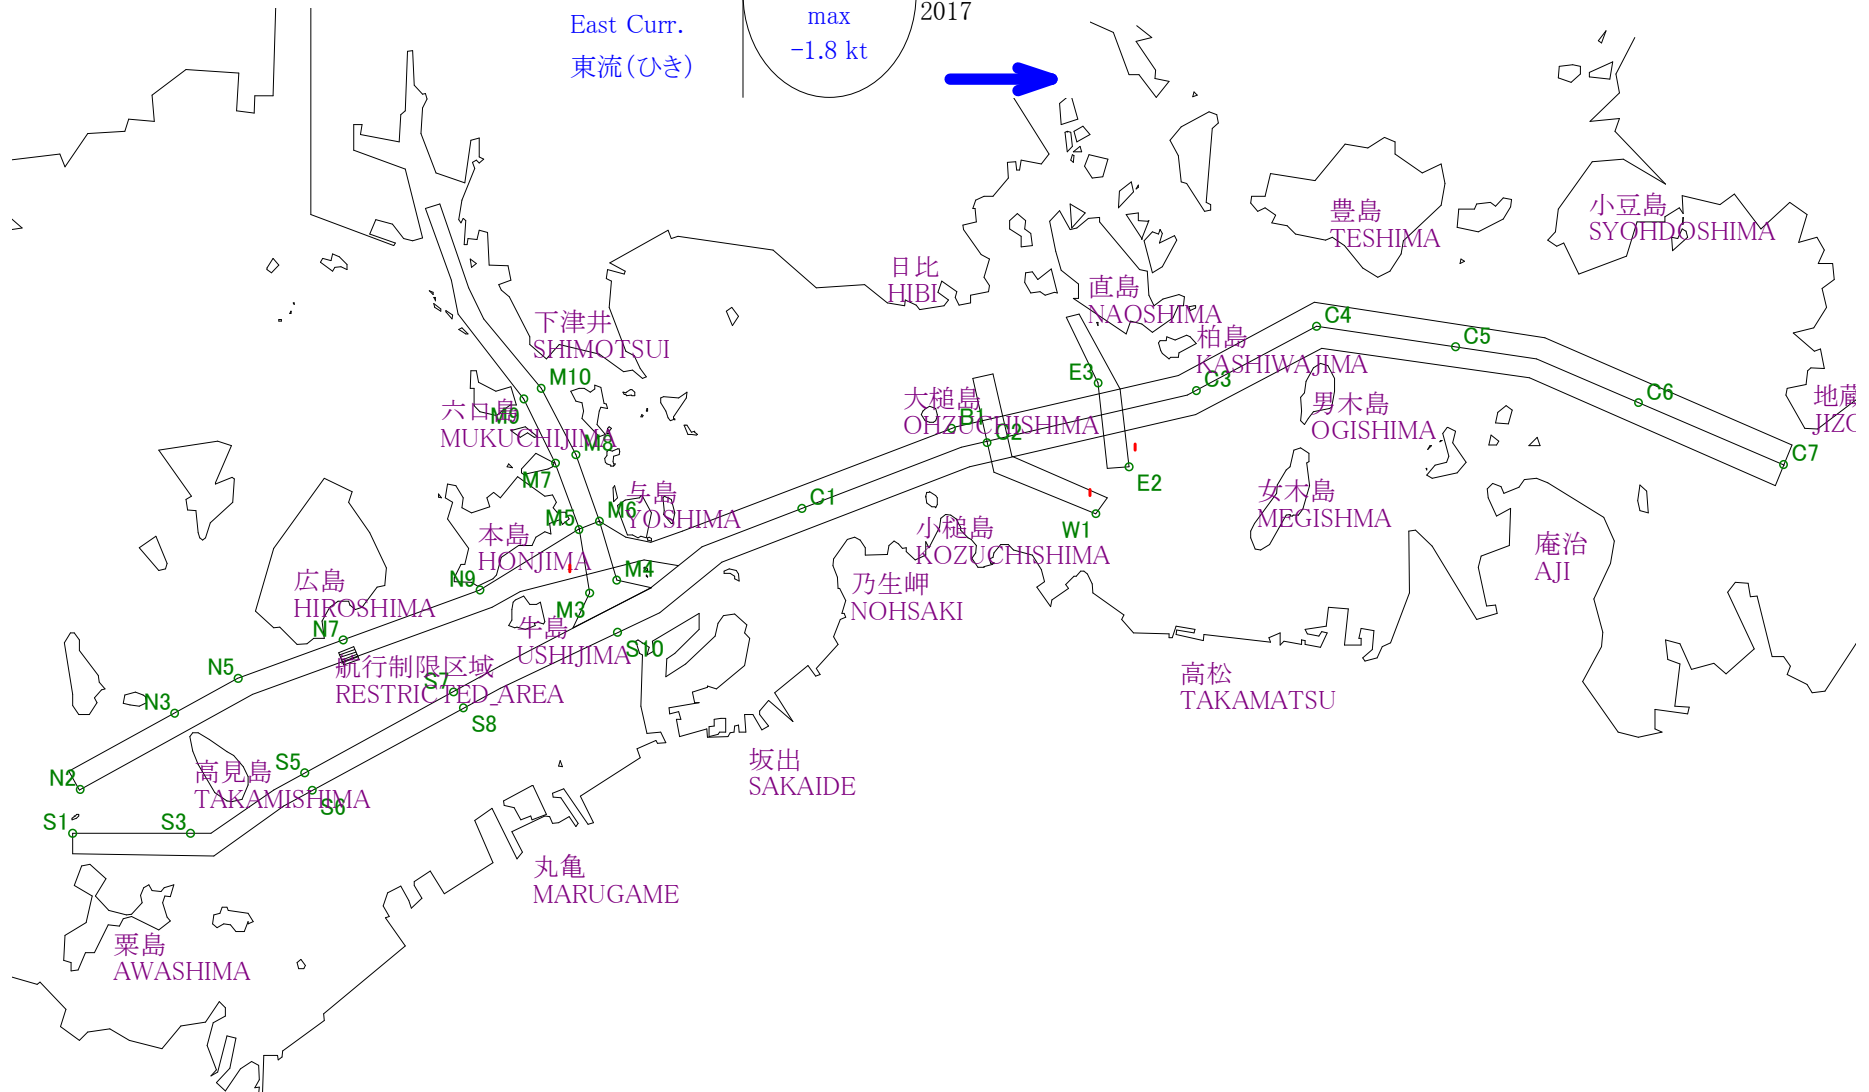 East Curr.
東流(ひき)
max
-1.8 kt
2017
豊島
TESHIMA
小豆島
SYOHDOSHIMA
日比
HIBI
直島
NAOSHIMA
下津井
SHIMOTSUI
柏島
KASHIWAJIMA
C4
C5
M10
E3
C3
C6
M9
六口島
MUKUCHIJIMA
大槌島
OHZUCHISHIMA
B1
C2
男木島
OGISHIMA
地蔵
JIZO
M8
M7
C7
E2
与島
YOSHIMA
C1
女木島
MEGISHMA
M5
M6
W1
本島
HONJIMA
小槌島
KOZUCHISHIMA
庵治
AJI
広島
HIROSHIMA
N9
M4
M3
乃生岬
NOHSAKI
N7
牛島
USHIJIMA
S10
N5
航行制限区域
RESTRICTED_AREA
S7
高松
TAKAMATSU
N3
S8
N2
高見島
TAKAMISHIMA
S5
S6
坂出
SAKAIDE
S1
S3
丸亀
MARUGAME
粟島
AWASHIMA